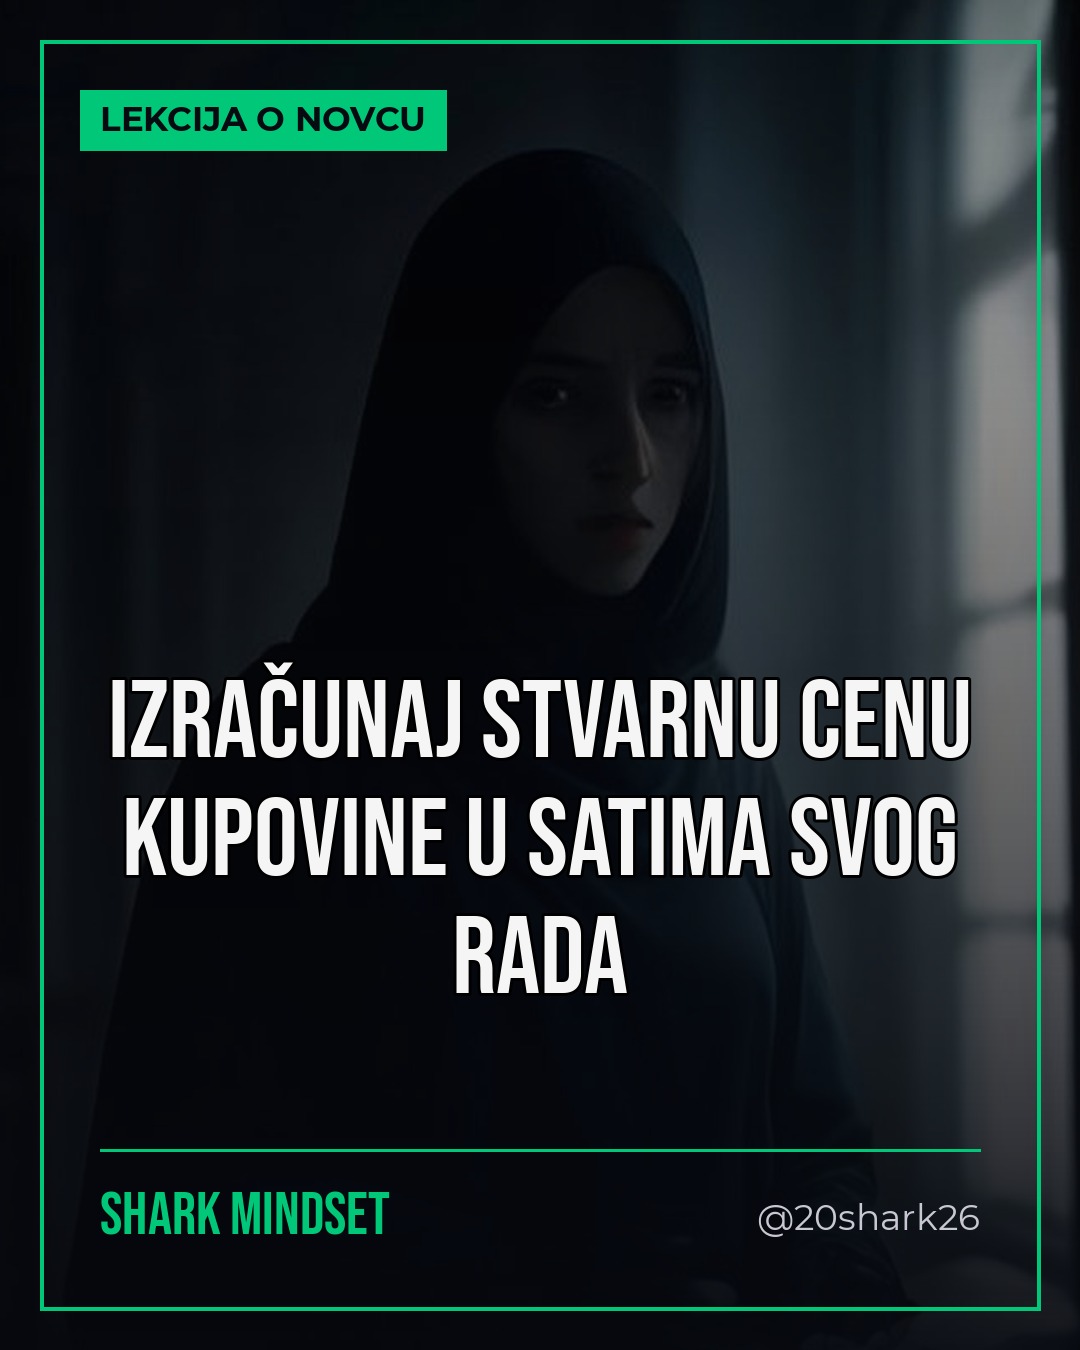 LEKCIJA O NOVCU
IZRAČUNAJ STVARNU CENU
KUPOVINE U SATIMA SVOG
RADA
SHARK MINDSET
@20shark26